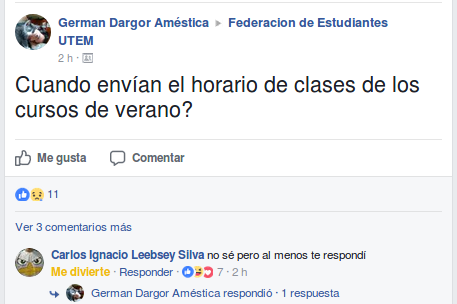 German Dargor Améstica ▸ Federacion de Estudiantes
UTEM
2 h ·
Cuando envían el horario de clases de los
cursos de verano?
Me gusta Comentar
11
Ver 3 comentarios más
Carlos Ignacio Leebsey Silva no sé pero al menos te respondí
Me divierte · Responder · 7 · 2 h
German Dargor Améstica respondió · 1 respuesta